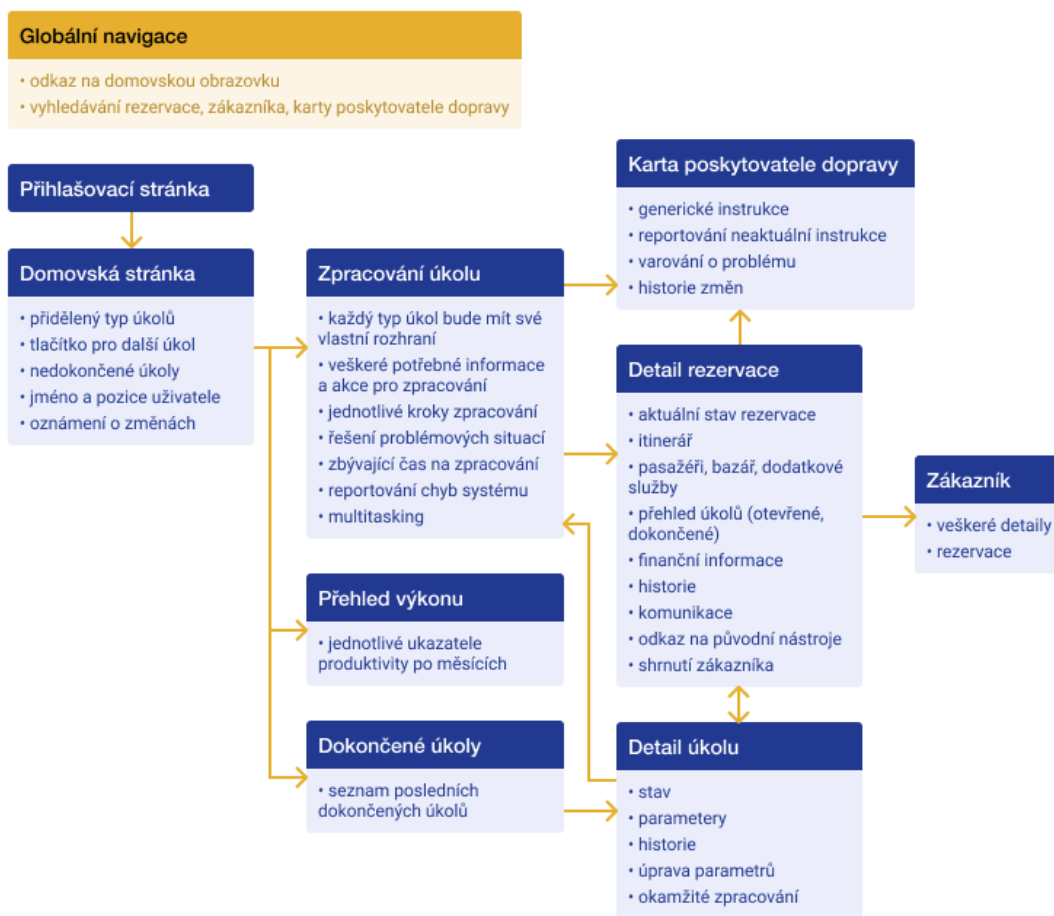 Globální navigace
• odkaz na domovskou obrazovku
• vyhledávání rezervace, zákazníka, karty poskytovatele dopravy
Přihlašovací stránka
Domovská stránka
• přidělený typ úkolů
• tlačítko pro další úkol
• nedokončené úkoly
• jméno a pozice uživatele
• oznámení o změnách
Zpracování úkolu
• každý typ úkol bude mít své
vlastní rozhraní
• veškeré potřebné informace
a akce pro zpracování
• jednotlivé kroky zpracování
• řešení problémových situací
• zbývající čas na zpracování
• reportování chyb systému
• multitasking
Přehled výkonu
• jednotlivé ukazatele
produktivity po měsících
Dokončené úkoly
• seznam posledních
dokončených úkolů
Karta poskytovatele dopravy
• generické instrukce
• reportování neaktuální instrukce
• varování o problému
• historie změn
Detail rezervace
• aktuální stav rezervace
• itinerář
• pasažéři, bazář, dodatkové
služby
• přehled úkolů (otevřené,
dokončené)
• finanční informace
• historie
• komunikace
• odkaz na původní nástroje
• shrnutí zákazníka
Detail úkolu
• stav
• parametery
• historie
• úprava parametrů
• okamžité zpracování
Zákazník
• veškeré detaily
• rezervace